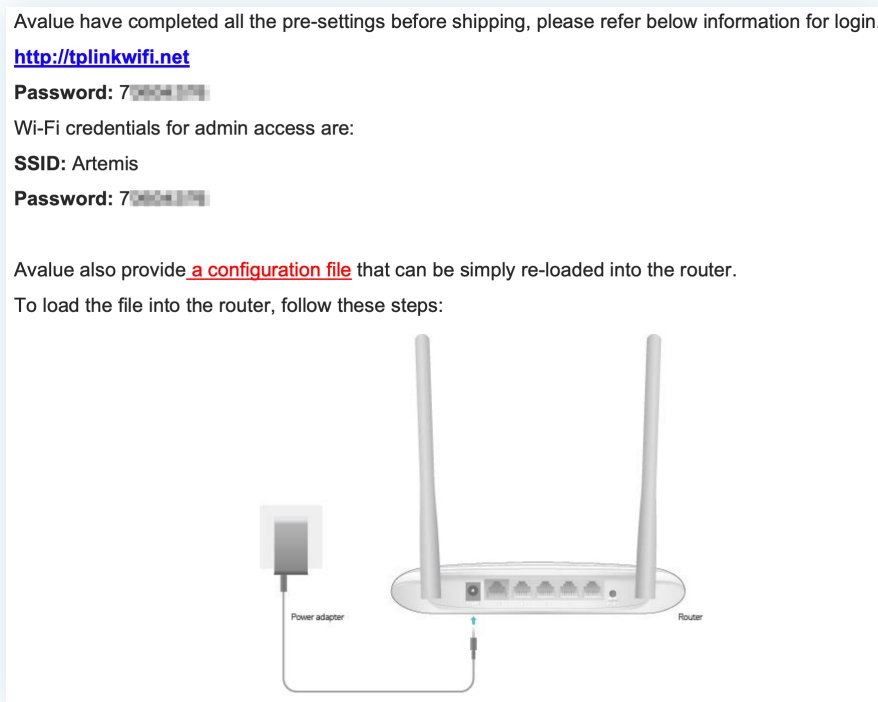 Avalue have completed all the pre-settings before shipping, please refer below information for login.
http://tplinkwifi.net
Password: 7
Wi-Fi credentials for admin access are:
SSID: Artemis
Password: 7
Avalue also provide a configuration file that can be simply re-loaded into the router.
To load the file into the router, follow these steps:
Power adapter
Router